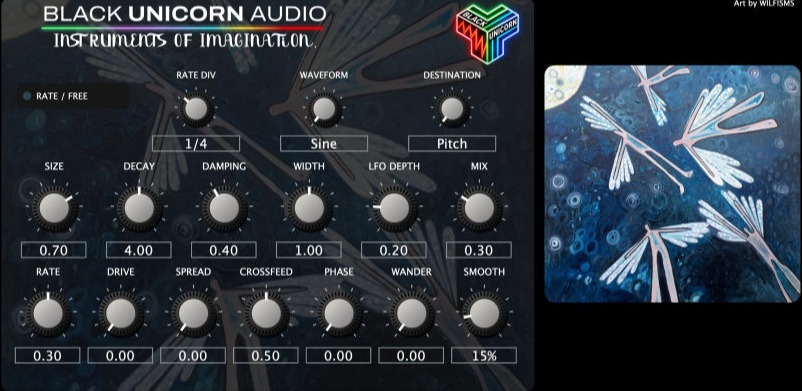 BLACK UNICORN AUDIO
INSTRUMENTS OF IMAGINATION.
BLACK
UNICORN
Art by WILFISMS
RATE / FREE
RATE DIV
WAVEFORM
DESTINATION
1/4
Sine
Pitch
SIZE
DECAY
DAMPING
WIDTH
LFO DEPTH
MIX
0.70
4.00
0.40
1.00
0.20
0.30
RATE
DRIVE
SPREAD
CROSSFEED
PHASE
WANDER
SMOOTH
0.30
0.00
0.00
0.50
0.00
0.00
15%